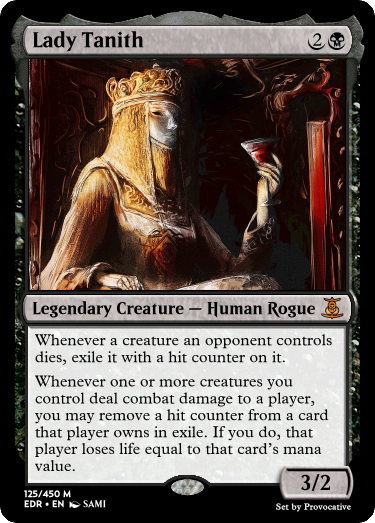 Lady Tanith 2
Legendary Creature — Human Rogue
Whenever a creature an opponent controls
dies, exile it with a hit counter on it.
Whenever one or more creatures you
control deal combat damage to a player,
you may remove a hit counter from a card
that player owns in exile. If you do, that
player loses life equal to that card's mana
value.
3/2
125/450 M
EDR • EN SAMI
Set by Provocative